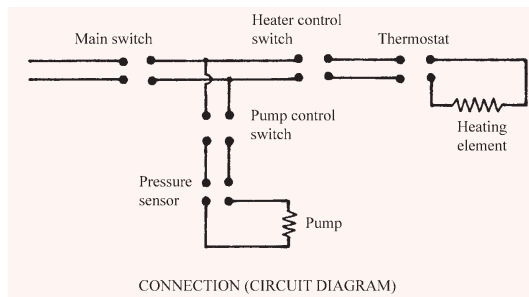 Heater control
switch
Main switch
Thermostat
Pump control
switch
Heating
element
Pressure
sensor
Pump
CONNECTION (CIRCUIT DIAGRAM)